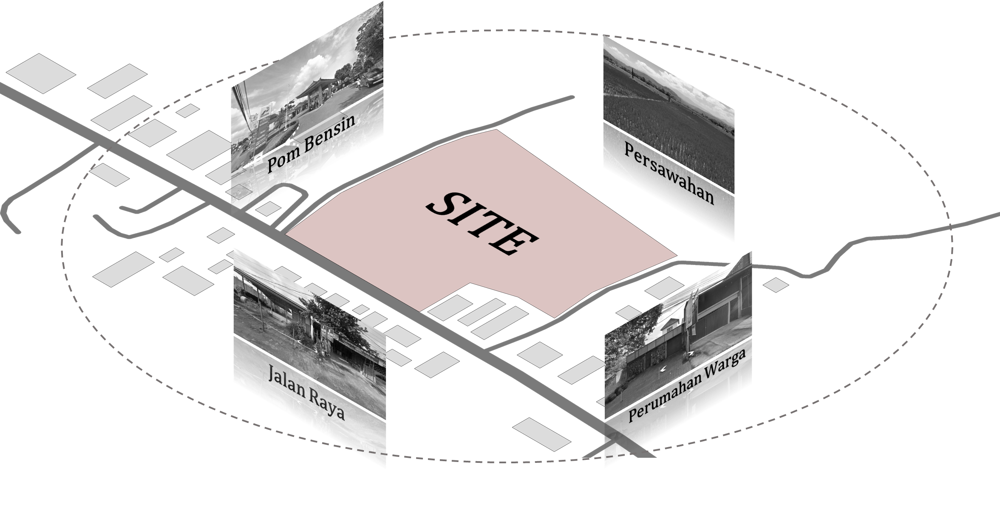 Pom Bensin
Persawahan
SITE
Jalan Raya
Perumahan Warga